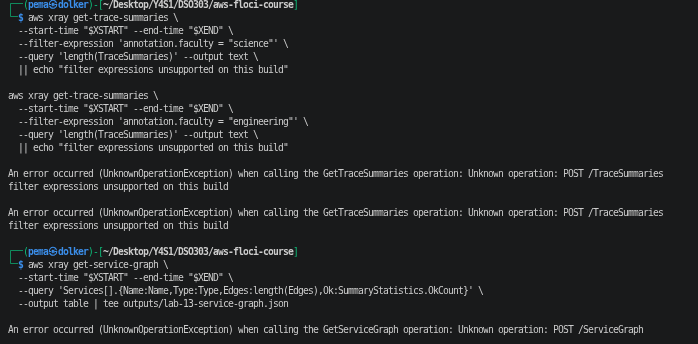 ┌──(pema㉿dolker)-[~/Desktop/Y4S1/DSO303/aws-floci-course]
└─$ aws xray get-trace-summaries \
  --start-time "$XSTART" --end-time "$XEND" \
  --filter-expression 'annotation.faculty = "science"' \
  --query 'length(TraceSummaries)' --output text \
  || echo "filter expressions unsupported on this build"

aws xray get-trace-summaries \
  --start-time "$XSTART" --end-time "$XEND" \
  --filter-expression 'annotation.faculty = "engineering"' \
  --query 'length(TraceSummaries)' --output text \
  || echo "filter expressions unsupported on this build"

An error occurred (UnknownOperationException) when calling the GetTraceSummaries operation: Unknown operation: POST /TraceSummaries
filter expressions unsupported on this build

An error occurred (UnknownOperationException) when calling the GetTraceSummaries operation: Unknown operation: POST /TraceSummaries
filter expressions unsupported on this build

┌──(pema㉿dolker)-[~/Desktop/Y4S1/DSO303/aws-floci-course]
└─$ aws xray get-service-graph \
  --start-time "$XSTART" --end-time "$XEND" \
  --query 'Services[].{Name:Name,Type:Type,Edges:length(Edges),Ok:SummaryStatistics.OkCount}' \
  --output table | tee outputs/lab-13-service-graph.json

An error occurred (UnknownOperationException) when calling the GetServiceGraph operation: Unknown operation: POST /ServiceGraph